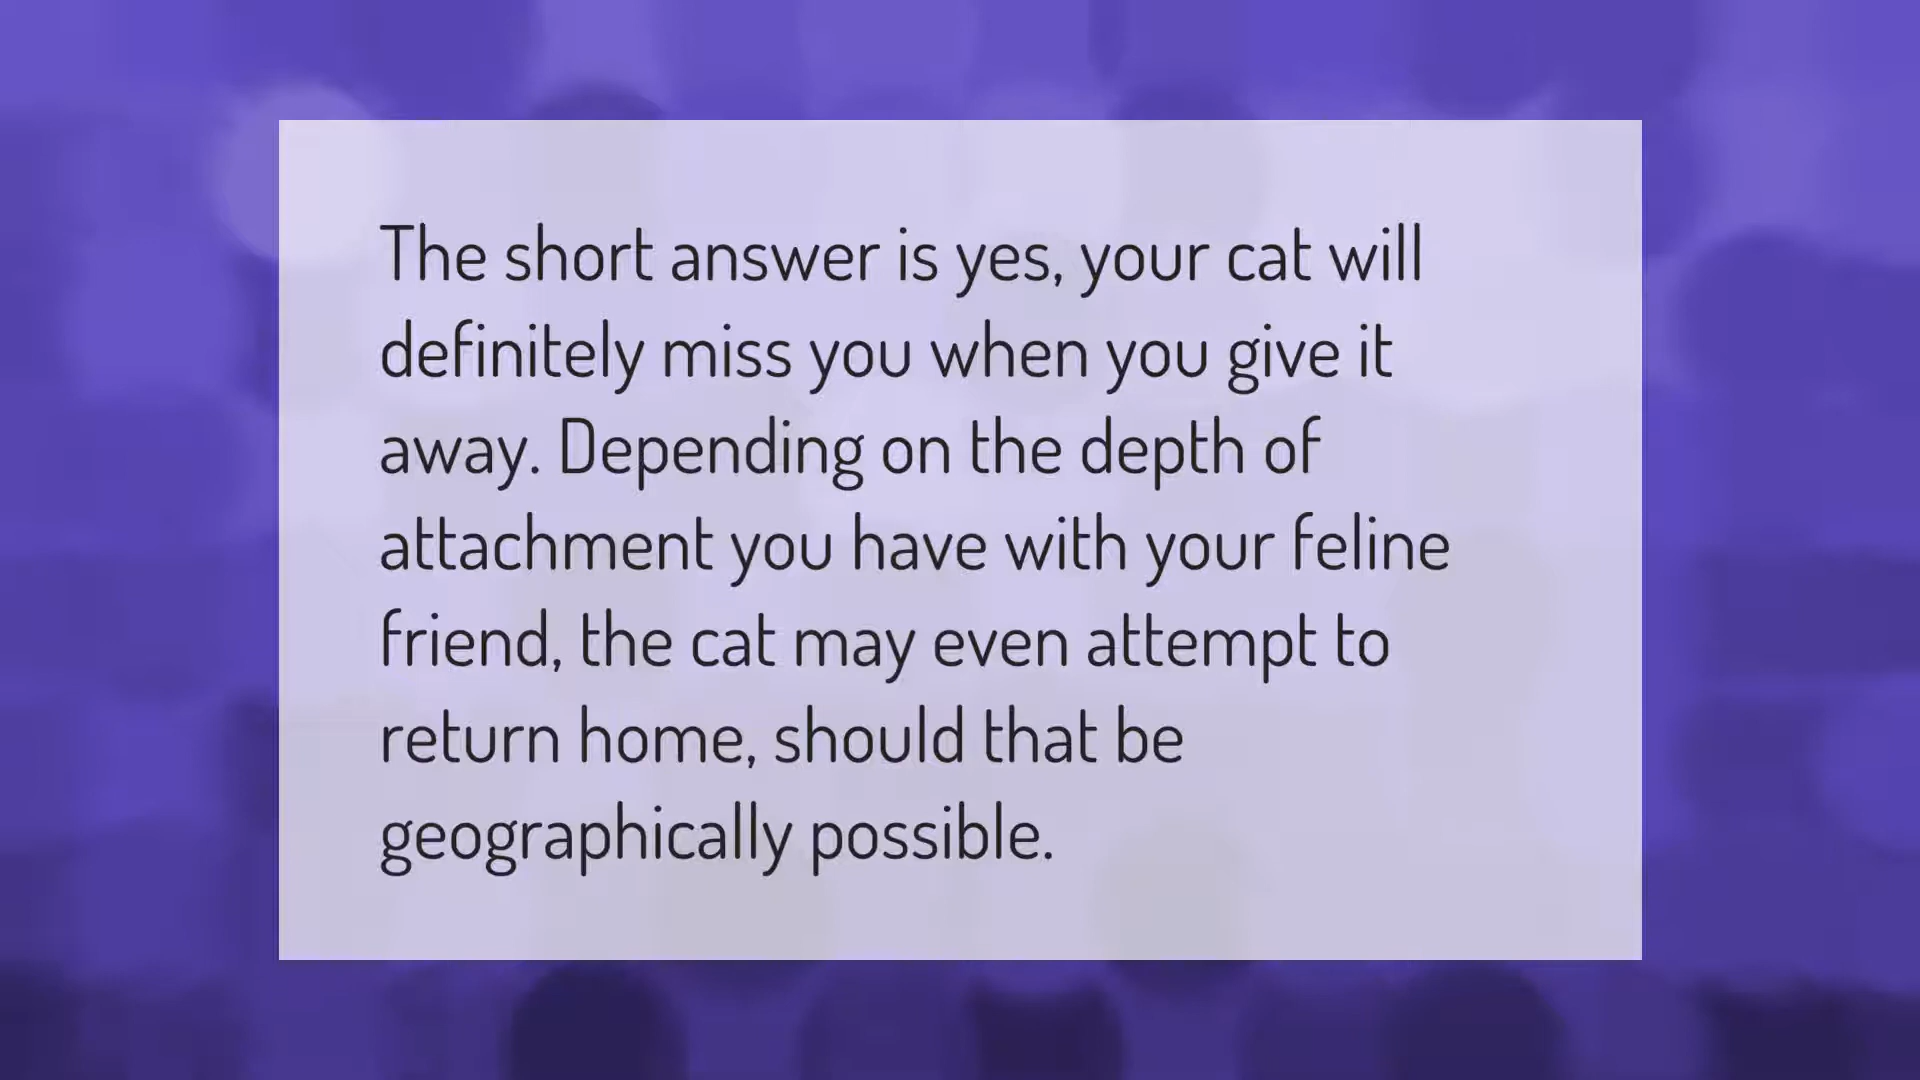 The short answer is yes, your cat will
definitely miss you when you give it
away. Depending on the depth of
attachment you have with your feline
friend, the cat may even attempt to
return home, should that be
geographically possible.